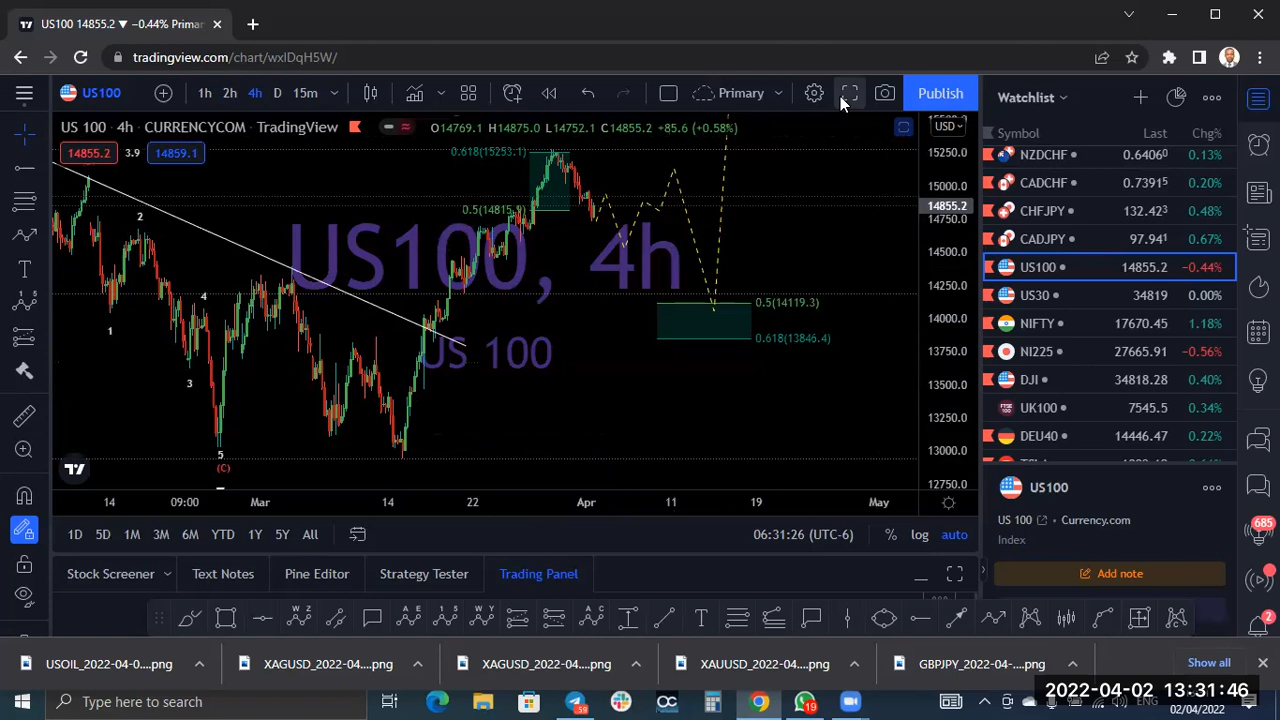 US100 14855.2 ▼ −0.44% Primar
tradingview.com/chart/wxlDqH5W/
US100 1h 2h 4h D 15m Primary Publish
US 100 · 4h · CURRENCYCOM · TradingView O14769.1 H14875.0 L14752.1 C14855.2 +85.6 (+0.58%)
14855.2 3.9 14859.1
USD
0.618(15253.1)
0.5(14815.9)
US100, 4h
US 100
0.5(14119.3)
0.618(13846.4)
1
2
3
4
5
(C)
15250.0
15000.0
14855.2
14750.0
14500.0
14250.0
14000.0
13750.0
13500.0
13250.0
13000.0
12750.0
14 09:00 Mar 14 22 Apr 11 19 May
1D 5D 1M 3M 6M YTD 1Y 5Y All 06:31:26 (UTC-6) % log auto
Stock Screener Text Notes Pine Editor Strategy Tester Trading Panel
Watchlist
Symbol Last Chg%
NZDCHF 0.6406⁰ 0.13%
CADCHF 0.7391⁵ 0.20%
CHFJPY 132.42³ 0.48%
CADJPY 97.94¹ 0.67%
US100 14855.2 −0.44%
US30 34819 0.00%
NIFTY 17670.45 1.18%
NI225 27665.91 −0.56%
DJI 34818.28 0.40%
UK100 7545.5 0.34%
DEU40 14446.47 0.22%
US100
US 100 Currency.com
Index
Add note
685
2
W Z
A E
1 5
W Y
A C
USOIL_2022-04-0....png XAGUSD_2022-04....png XAGUSD_2022-04....png XAUUSD_2022-04....png GBPJPY_2022-04-....png Show all
Type here to search
59
19
ENG
2022-04-02 13:31:46
02/04/2022